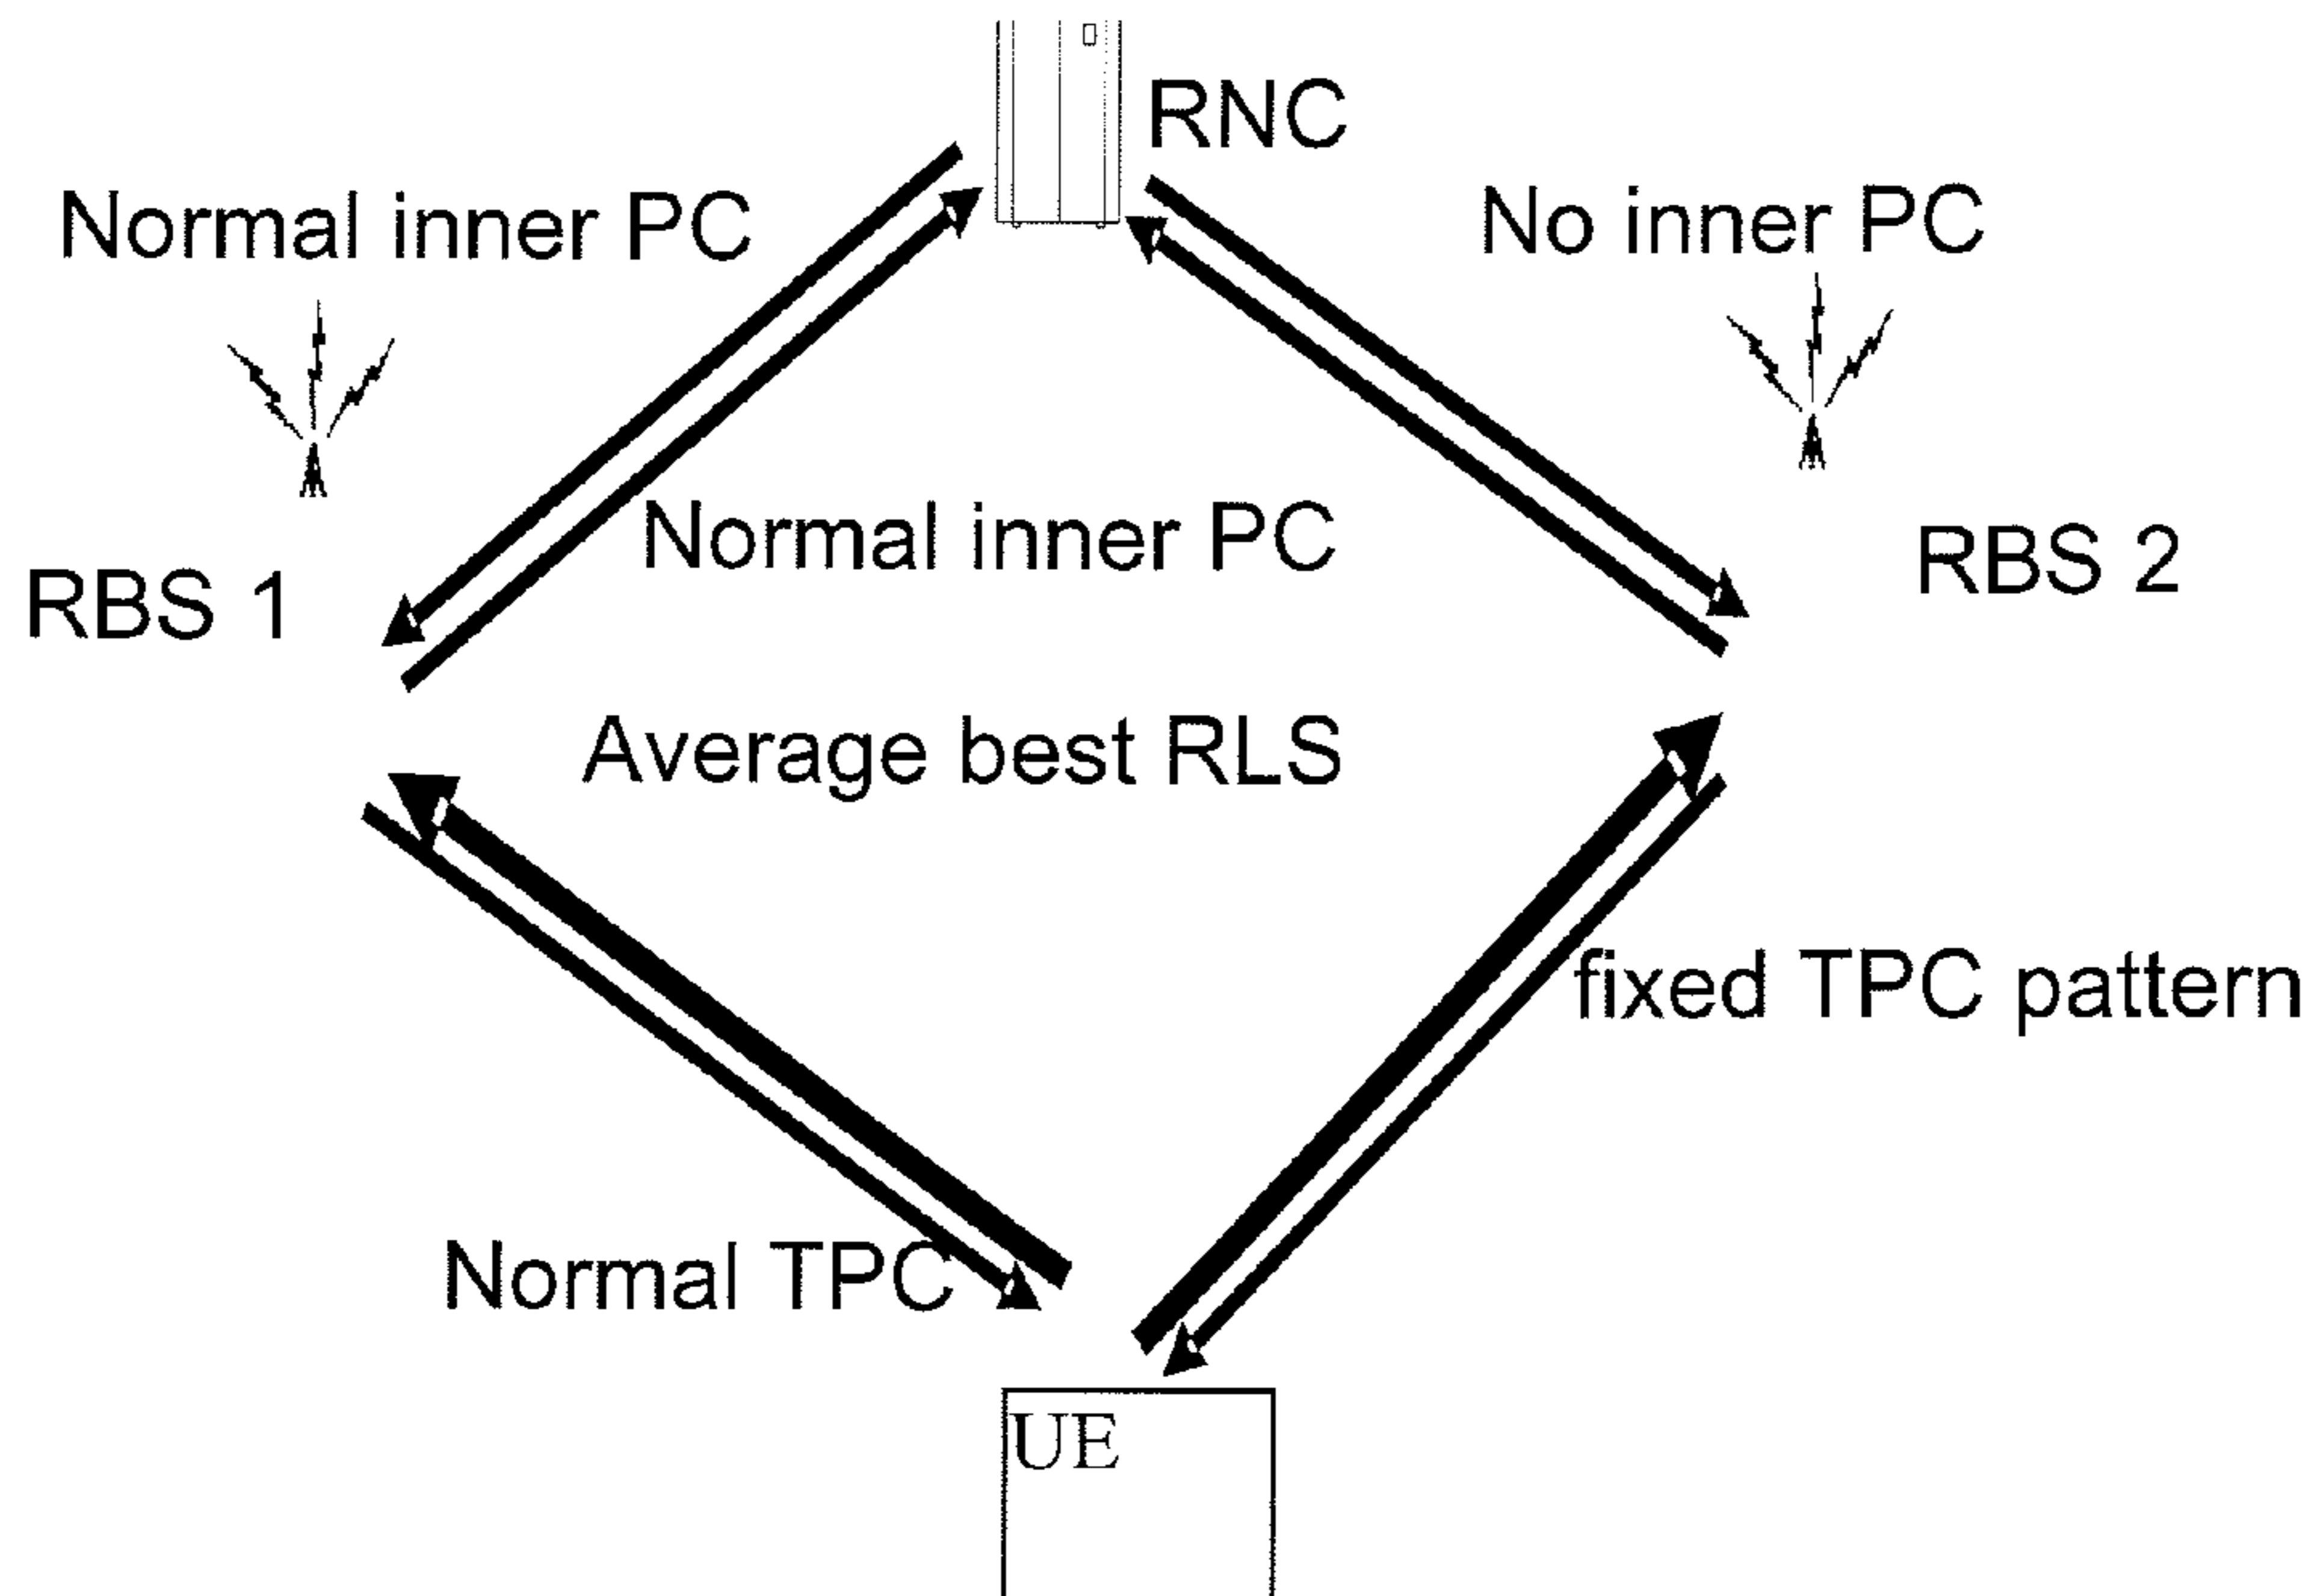 RNC
Normal inner PC
No inner PC
Normal inner PC
RBS 2
RBS 1
Average best RLS
fixed TPC pattern
Normal TPC
UE